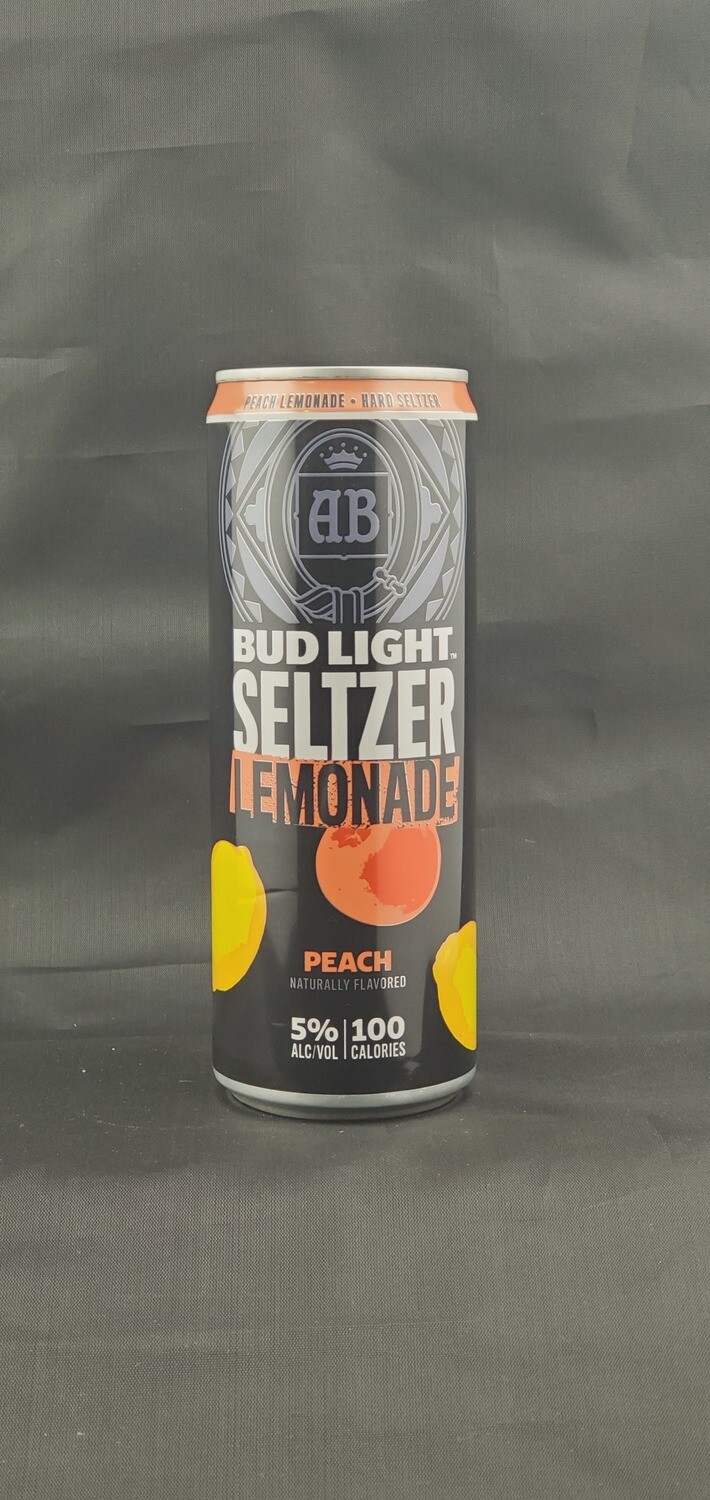 PEACH LEMONADE • HARD SELTZER
AB
BUD LIGHT™
SELTZER
LEMONADE
PEACH
NATURALLY FLAVORED
5% | 100
ALC/VOL | CALORIES